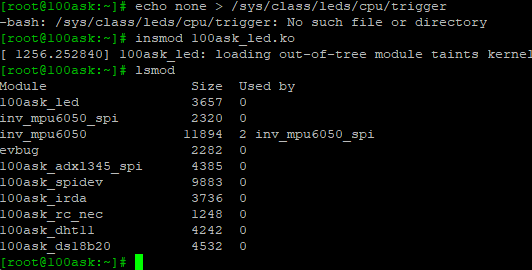 [root@100ask:~]# echo none > /sys/class/leds/cpu/trigger
-bash: /sys/class/leds/cpu/trigger: No such file or directory
[root@100ask:~]# insmod 100ask_led.ko
[ 1256.252840] 100ask_led: loading out-of-tree module taints kernel
[root@100ask:~]# lsmod
Module Size Used by
100ask_led 3657 0
inv_mpu6050_spi 2320 0
inv_mpu6050 11894 2 inv_mpu6050_spi
evbug 2282 0
100ask_adxl345_spi 4385 0
100ask_spidev 9883 0
100ask_irda 3736 0
100ask_rc_nec 1248 0
100ask_dht11 4242 0
100ask_ds18b20 4532 0
[root@100ask:~]#